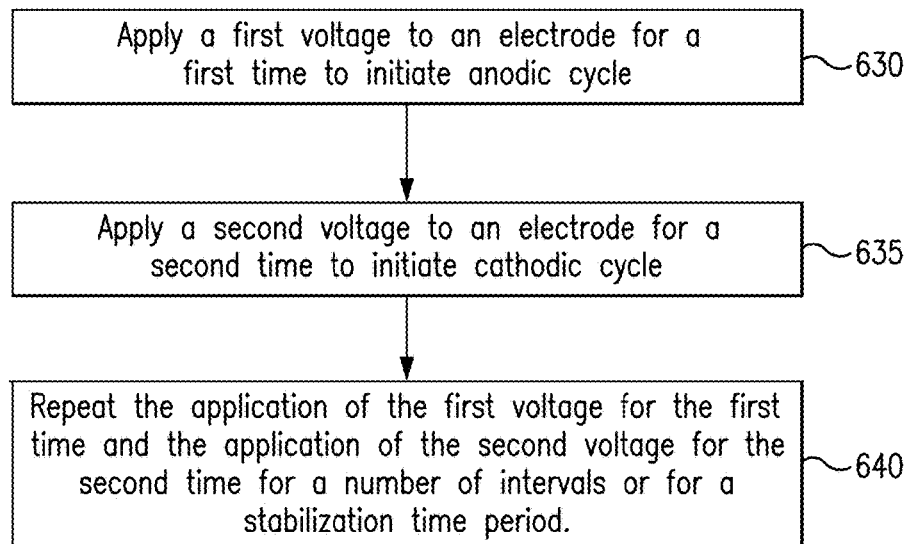 Apply a first voltage to an electrode for a
first time to initiate anodic cycle
630
Apply a second voltage to an electrode for a
second time to initiate cathodic cycle
635
Repeat the application of the first voltage for the first
time and the application of the second voltage for the
second time for a number of intervals or for a
stabilization time period.
640